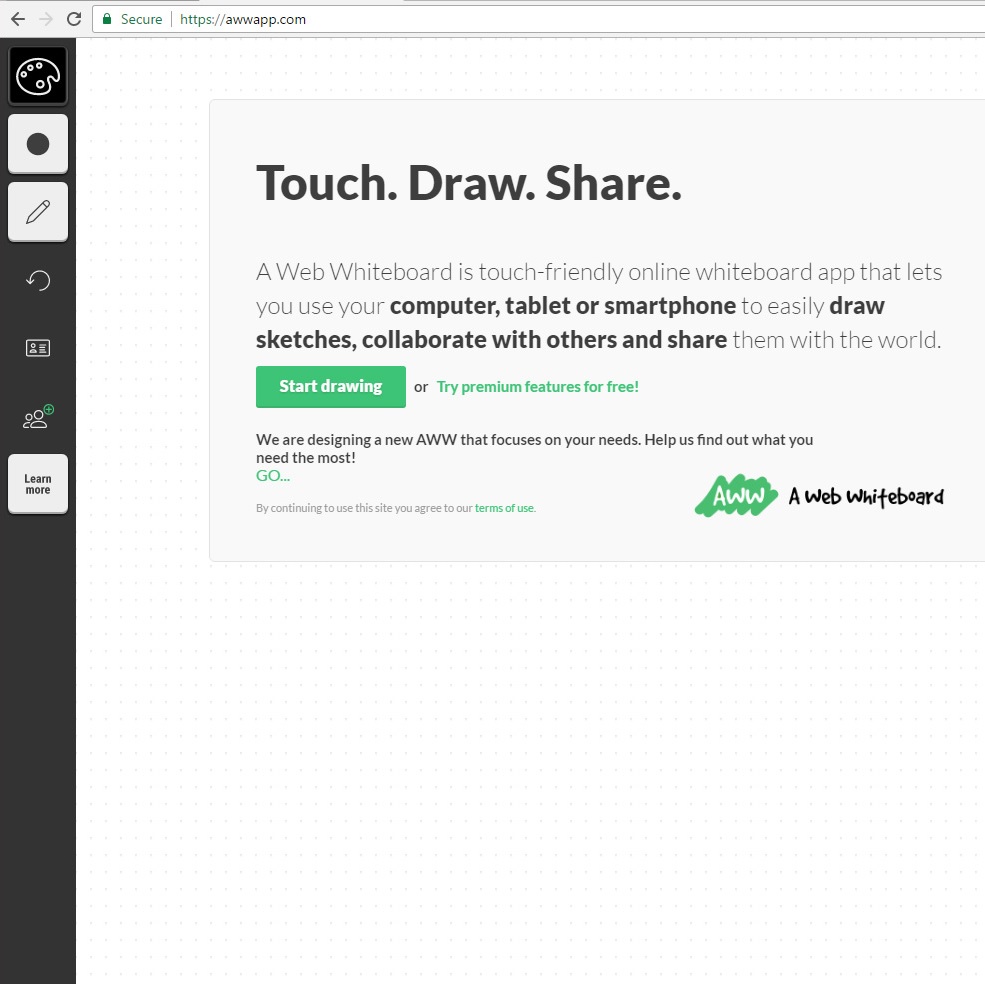 Secure https://awwapp.com
Touch. Draw. Share.
A Web Whiteboard is touch-friendly online whiteboard app that lets
you use your computer, tablet or smartphone to easily draw
sketches, collaborate with others and share them with the world.
Start drawing or Try premium features for free!
We are designing a new AWW that focuses on your needs. Help us find out what you
need the most!
GO...
By continuing to use this site you agree to our terms of use.
AWW A Web Whiteboard
Learn
more